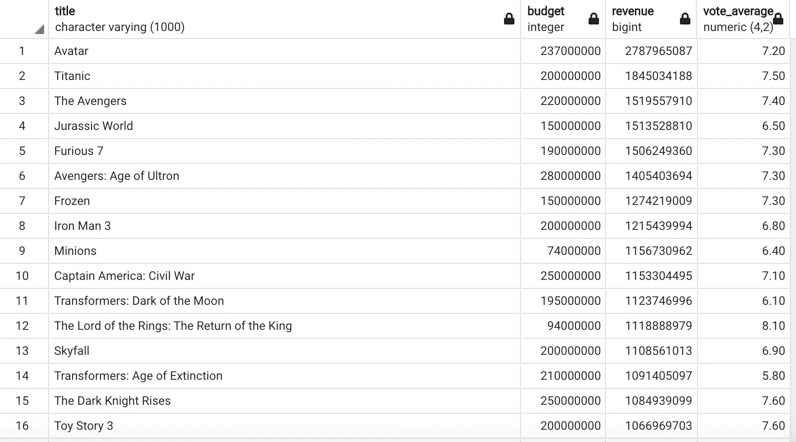 title budget revenue vote_average
character varying (1000) integer bigint numeric (4,2)
1 Avatar 237000000 2787965087 7.20
2 Titanic 200000000 1845034188 7.50
3 The Avengers 220000000 1519557910 7.40
4 Jurassic World 150000000 1513528810 6.50
5 Furious 7 190000000 1506249360 7.30
6 Avengers: Age of Ultron 280000000 1405403694 7.30
7 Frozen 150000000 1274219009 7.30
8 Iron Man 3 200000000 1215439994 6.80
9 Minions 74000000 1156730962 6.40
10 Captain America: Civil War 250000000 1153304495 7.10
11 Transformers: Dark of the Moon 195000000 1123746996 6.10
12 The Lord of the Rings: The Return of the King 94000000 1118888979 8.10
13 Skyfall 200000000 1108561013 6.90
14 Transformers: Age of Extinction 210000000 1091405097 5.80
15 The Dark Knight Rises 250000000 1084939099 7.60
16 Toy Story 3 200000000 1066969703 7.60